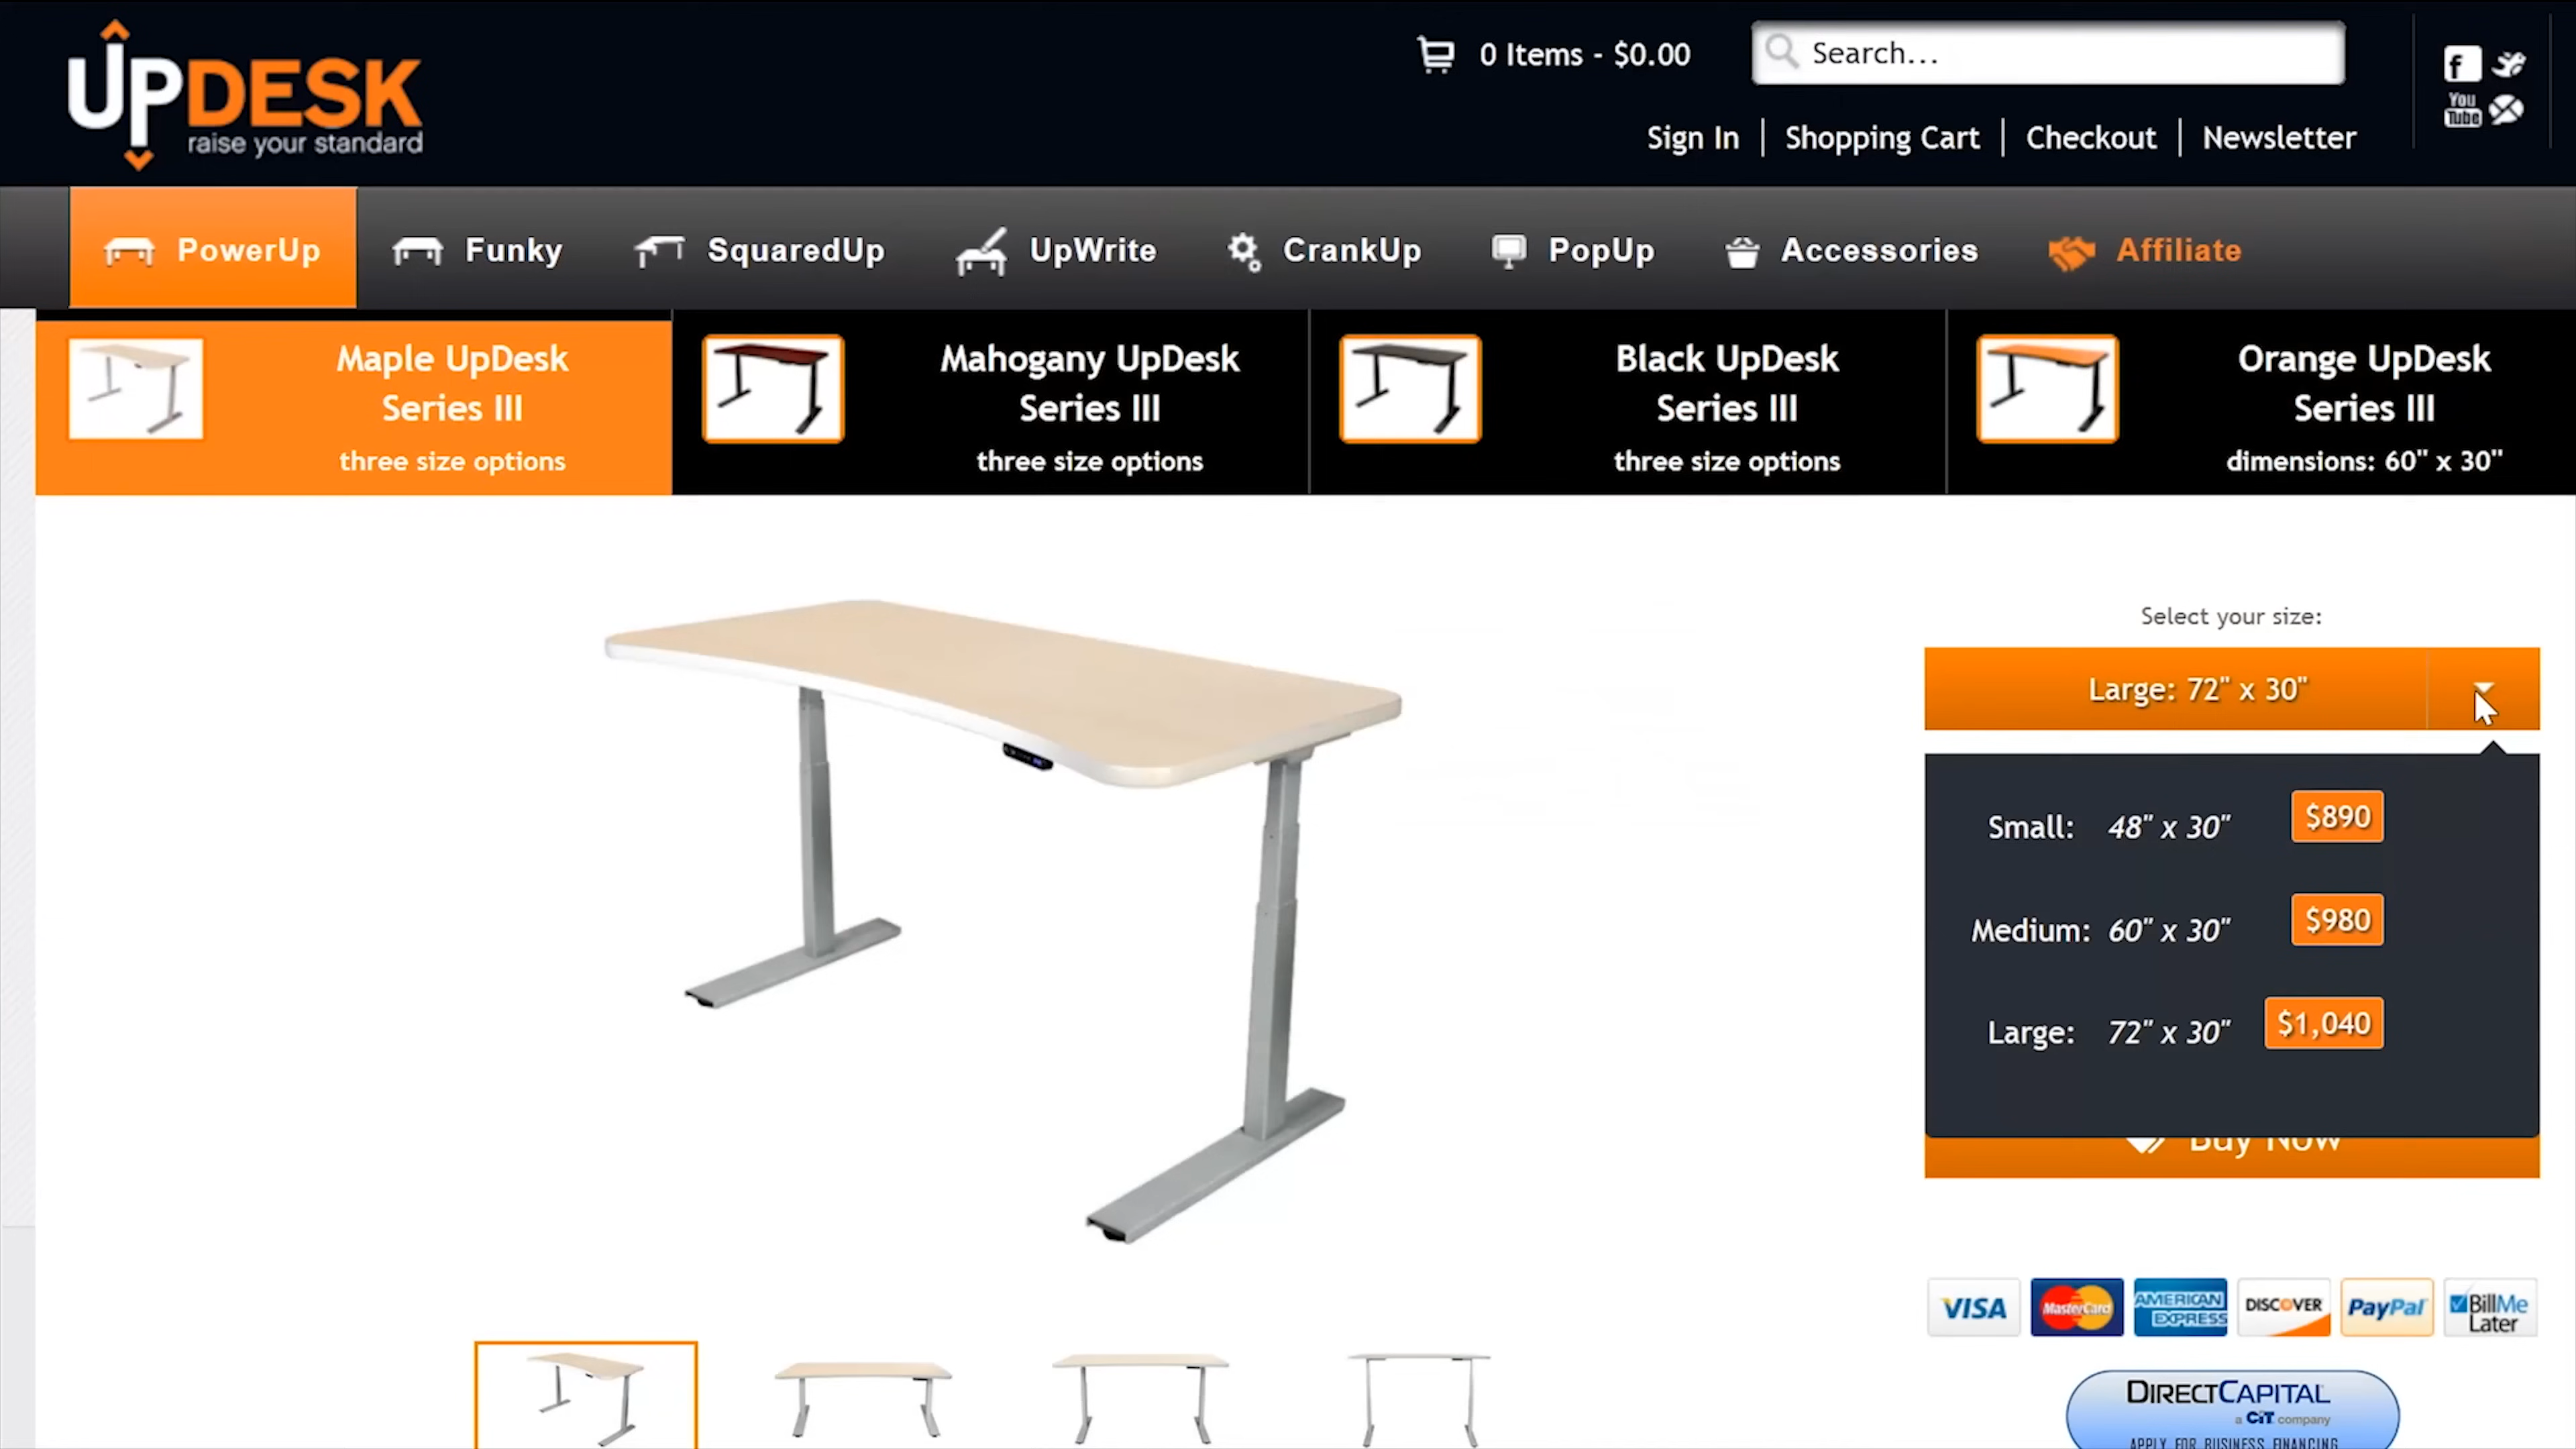 UPDESK
raise your standard
0 Items - $0.00
Search...
f
You
Tube
Sign In | Shopping Cart | Checkout | Newsletter
PowerUp Funky SquaredUp UpWrite CrankUp PopUp Accessories Affiliate
Maple UpDesk
Series III
three size options
Mahogany UpDesk
Series III
three size options
Black UpDesk
Series III
three size options
Orange UpDesk
Series III
dimensions: 60" x 30"
Select your size:
Large: 72" x 30"
Small: 48" x 30" $890
Medium: 60" x 30" $980
Large: 72" x 30" $1,040
Buy Now
VISA
MasterCard
AMERICAN
EXPRESS
DISCOVER
PayPal
BillMe
Later
DIRECTCAPITAL
a CIT company
APPLY FOR BUSINESS FINANCING